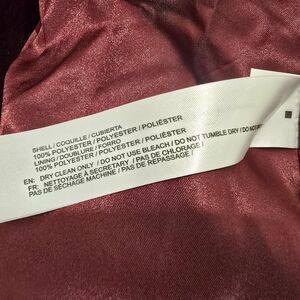 SHELL / COQUILLE / CUBIERTA
100% POLYESTER / POLYESTER / POLIÉSTER
LINING / DOUBLURE / FORRO
100% POLYESTER / POLYESTER / POLIÉSTER
EN: DRY CLEAN ONLY / DO NOT USE BLEACH / DO NOT TUMBLE DRY / DO
FR: NETTOYAGE À SEC / PAS DE CHLORAGE /
PAS DE SÉCHAGE MACHINE / PAS DE REPASSAGE /